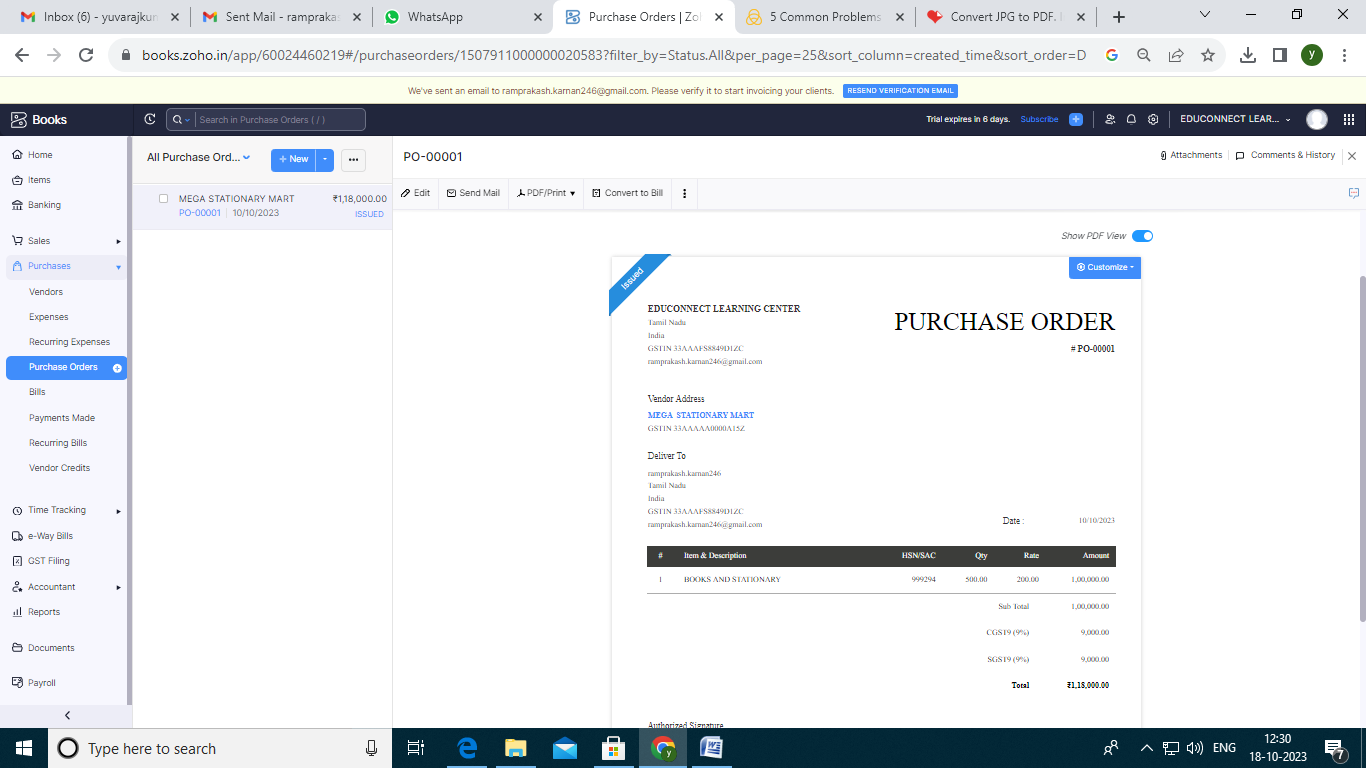 Inbox (6) - yuvarajkun
Sent Mail - ramprakas
WhatsApp
Purchase Orders | Zo
5 Common Problems
Convert JPG to PDF.
books.zoho.in/app/60024460219#/purchaseorders/1507911000000020583?filter_by=Status.All&per_page=25&sort_column=created_time&sort_order=D
y
We've sent an email to ramprakash.karnan246@gmail.com. Please verify it to start invoicing your clients. RESEND VERIFICATION EMAIL
Books
Search in Purchase Orders ( / )
Trial expires in 6 days. Subscribe
EDUCONNECT LEAR...
Home
Items
Banking
Sales
Purchases
Vendors
Expenses
Recurring Expenses
Purchase Orders
Bills
Payments Made
Recurring Bills
Vendor Credits
Time Tracking
e-Way Bills
GST Filing
Accountant
Reports
Documents
Payroll
All Purchase Ord...
+ New
MEGA STATIONARY MART ₹1,18,000.00
PO-00001 | 10/10/2023 ISSUED
PO-00001
Attachments
Comments & History
Edit
Send Mail
PDF/Print
Convert to Bill
Show PDF View
Issued
Customize
EDUCONNECT LEARNING CENTER
Tamil Nadu
India
GSTIN 33AAAFS8849D1ZC
ramprakash.karnan246@gmail.com
PURCHASE ORDER
# PO-00001
Vendor Address
MEGA STATIONARY MART
GSTIN 33AAAAA0000A15Z
Deliver To
ramprakash.karnan246
Tamil Nadu
India
GSTIN 33AAAFS8849D1ZC
ramprakash.karnan246@gmail.com
Date : 10/10/2023
# Item & Description HSN/SAC Qty Rate Amount
1 BOOKS AND STATIONARY 999294 500.00 200.00 1,00,000.00
Sub Total 1,00,000.00
CGST9 (9%) 9,000.00
SGST9 (9%) 9,000.00
Total ₹1,18,000.00
Authorized Signature
Type here to search
y
ENG
12:30
18-10-2023
7